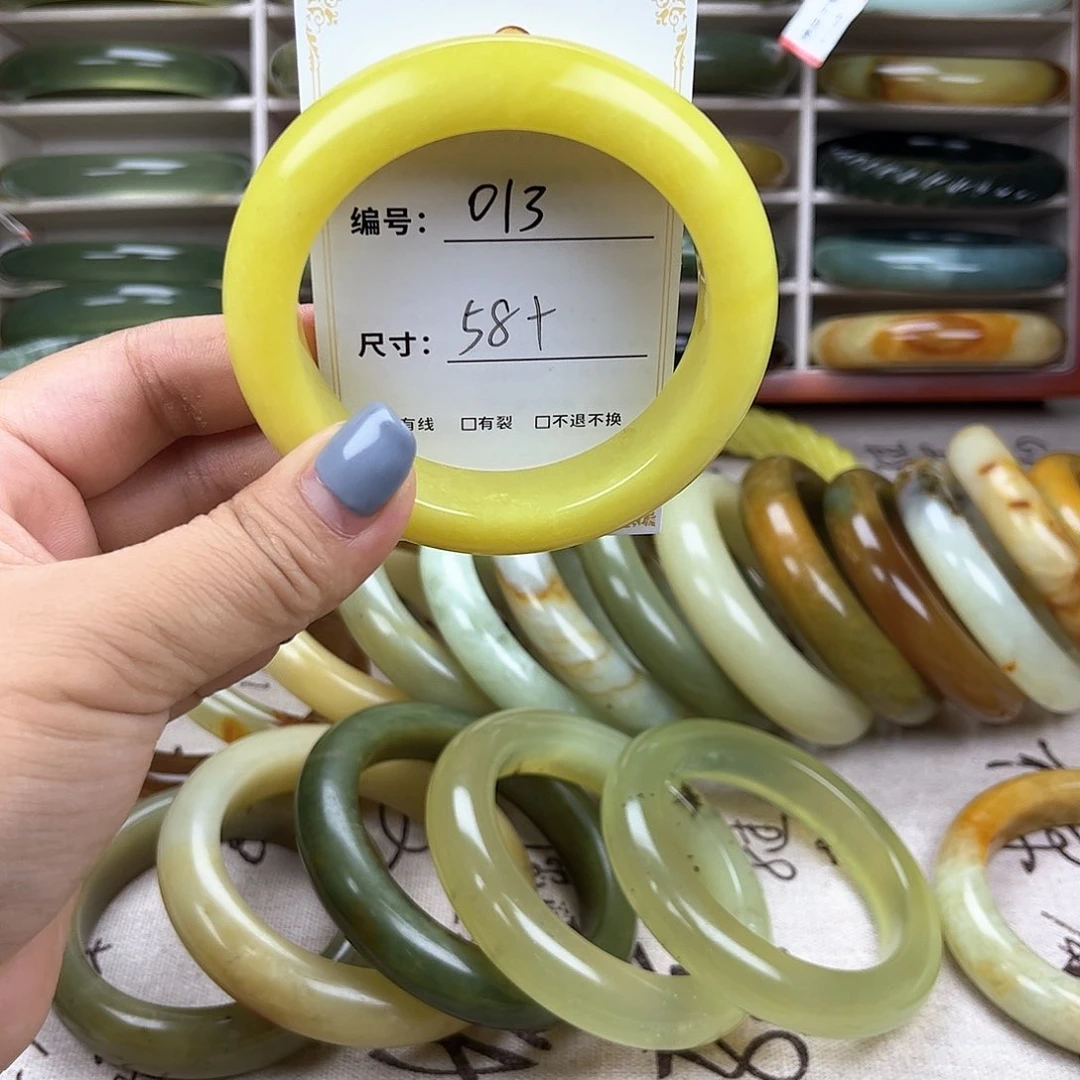 编号： 013
尺寸： 58+
有线 □有裂 □不退不换